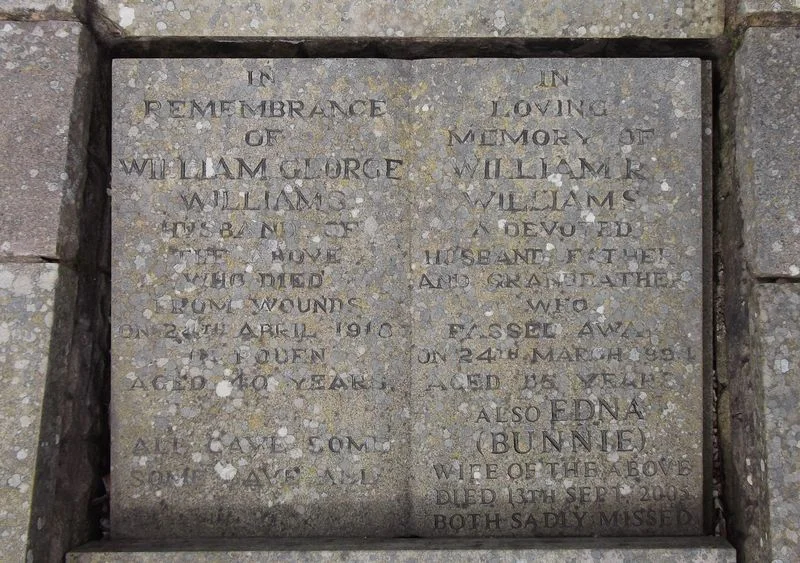 IN
REMEMBRANCE
OF
WILLIAM GEORGE
WILLIAMS
HUSBAND OF
THE ABOVE
WHO DIED
FROM WOUNDS
ON 24TH APRIL
IN ROUEN
AGED 40 YEARS.
ALL GAVE SOME
SOME GAVE ALL
IN
LOVING
MEMORY OF
WILLIAM R.
WILLIAMS
A DEVOTED
HUSBAND FATHER
AND GRANDFATHER
WHO
PASSED AWAY
ON 24TH MARCH
AGED YEARS
ALSO EDNA
(BUNNIE)
WIFE OF THE ABOVE
DIED 13TH SEPT. 2005
BOTH SADLY MISSED